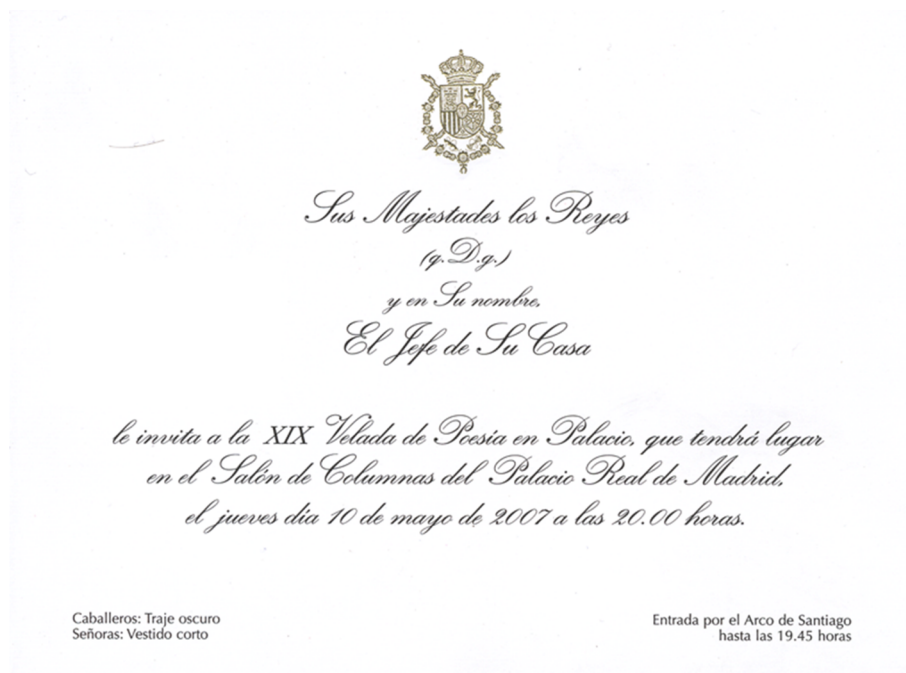 Sus Majestades los Reyes
(q.D.g.)
y en Su nombre,
El Jefe de Su Casa
le invita a la XIX Velada de Poesía en Palacio, que tendrá lugar
en el Salón de Columnas del Palacio Real de Madrid,
el jueves día 10 de mayo de 2007 a las 20.00 horas.
Caballeros: Traje oscuro
Señoras: Vestido corto
Entrada por el Arco de Santiago
hasta las 19.45 horas